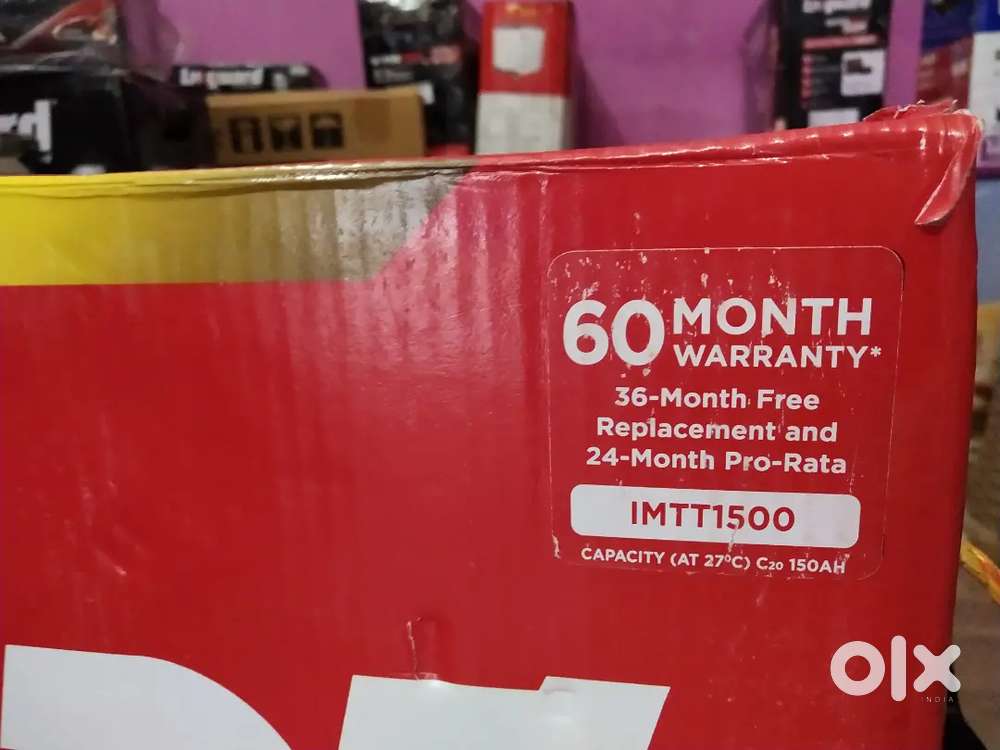 60 MONTH
WARRANTY*
36-Month Free
Replacement and
24-Month Pro-Rata
IMTT1500
CAPACITY (AT 27°C) C20 150AH
olx
INDIA